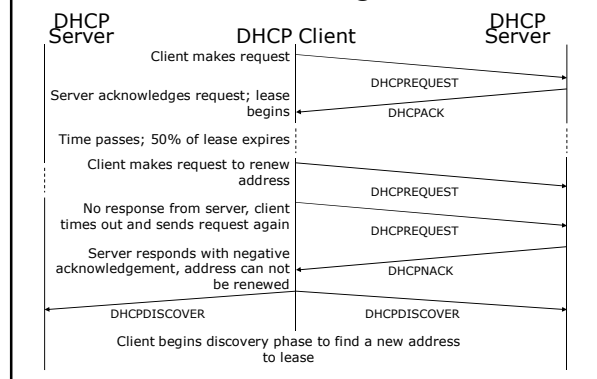 DHCP
Server
DHCP Client
DHCP
Server
Client makes request
DHCPREQUEST
Server acknowledges request; lease
begins
DHCPACK
Time passes; 50% of lease expires
Client makes request to renew
address
DHCPREQUEST
No response from server, client
times out and sends request again
DHCPREQUEST
Server responds with negative
acknowledgement, address can not
be renewed
DHCPNACK
DHCPDISCOVER
DHCPDISCOVER
Client begins discovery phase to find a new address
to lease